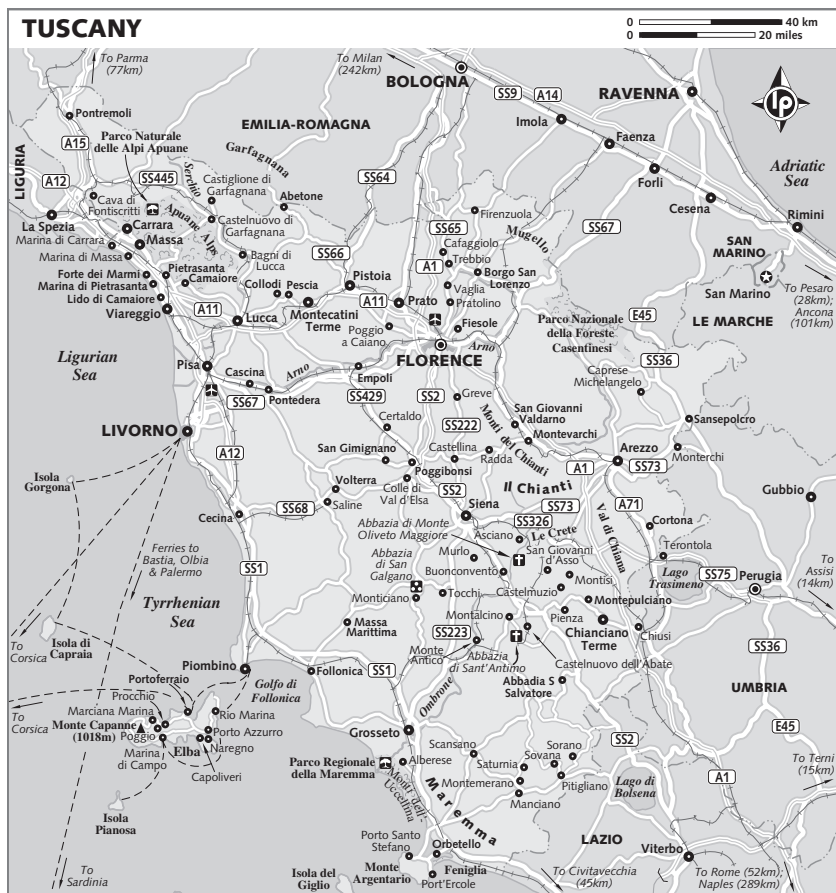 TUSCANY
0 40 km
0 20 miles
To Parma
(77km)
To Milan
(242km)
BOLOGNA
SS9
A14
RAVENNA
lp
Pontremoli
EMILIA-ROMAGNA
Imola
Faenza
Parco Naturale
delle Alpi Apuane
A15
Garfagnana
SS64
Adriatic
Sea
LIGURIA
A12
SS445
Serchio
Castiglione di
Garfagnana
Abetone
Forlì
Cava di
Fontiscritti
SS65
Firenzuola
Cesena
La Spezia
Carrara
Apuane Alps
Castelnuovo di
Garfagnana
Mugello
SS67
Rimini
Marina di Carrara
Massa
Cafaggiolo
Marina di Massa
Bagni di
Lucca
SS66
A1
Trebbio
SAN
MARINO
Forte dei Marmi
Pietrasanta
Camaiore
Pistoia
Borgo San
Lorenzo
Marina di Pietrasanta
Collodi
Pescia
A11
Prato
Vaglia
Pratolino
San Marino
To Pesaro
(28km);
Ancona
(101km)
Lido di Camaiore
A11
Viareggio
Lucca
Montecatini
Terme
Poggio
a Caiano
Fiesole
Parco Nazionale
della Foreste
Casentinesi
E45
LE MARCHE
Ligurian
Sea
FLORENCE
Arno
SS36
Pisa
Cascina
Arno
Empoli
Caprese
Michelangelo
SS67
Pontedera
SS429
SS2
Greve
LIVORNO
Certaldo
SS222
San Giovanni
Valdarno
Sansepolcro
Monti del Chianti
Montevarchi
A12
San Gimignano
Castellina
Radda
Arezzo
Monterchi
Isola
Gorgona
Poggibonsi
A1
SS73
Volterra
Colle di
Val d'Elsa
SS2
Il Chianti
Gubbio
Cecina
SS68
Saline
Siena
SS73
A71
SS326
Val di Chiana
Abbazia di Monte
Oliveto Maggiore
Asciano
Le Crete
Cortona
Ferries to
Bastia, Olbia
& Palermo
SS1
Abbazia
di San
Galgano
Murlo
San Giovanni
d'Asso
Terontola
To
Assisi
(14km)
Buonconvento
Montisi
Lago
Trasimeno
SS75
Perugia
Tyrrhenian
Sea
Monticiano
Tocchi
Castelmuzio
Montepulciano
Montalcino
Pienza
Massa
Marittima
SS223
Chianciano
Terme
Chiusi
To
Corsica
Isola di
Capraia
Monte
Antico
Abbazia
di Sant'Antimo
Castelnuovo dell'Abate
SS36
Piombino
Portoferraio
Golfo di
Follonica
Follonica
SS1
Ombrone
Abbadia S
Salvatore
UMBRIA
Procchio
Marciana Marina
Rio Marina
To
Corsica
Monte Capanne
(1018m)
Poggio
Porto Azzurro
Grosseto
SS2
E45
Elba
Naregno
Scansano
Sorano
Sovana
Marina
di Campo
Capoliveri
Parco Regionale
della Maremma
Alberese
Saturnia
A1
To Terni
(15km)
Monti dell'
Uccellina
Montemerano
Pitigliano
Lago di
Bolsena
Isola
Pianosa
Maremma
Manciano
Porto Santo
Stefano
Orbetello
LAZIO
Viterbo
To
Sardinia
Isola del
Giglio
Monte
Argentario
Feniglia
Port'Ercole
To Civitavecchia
(45km)
To Rome (52km);
Naples (289km)